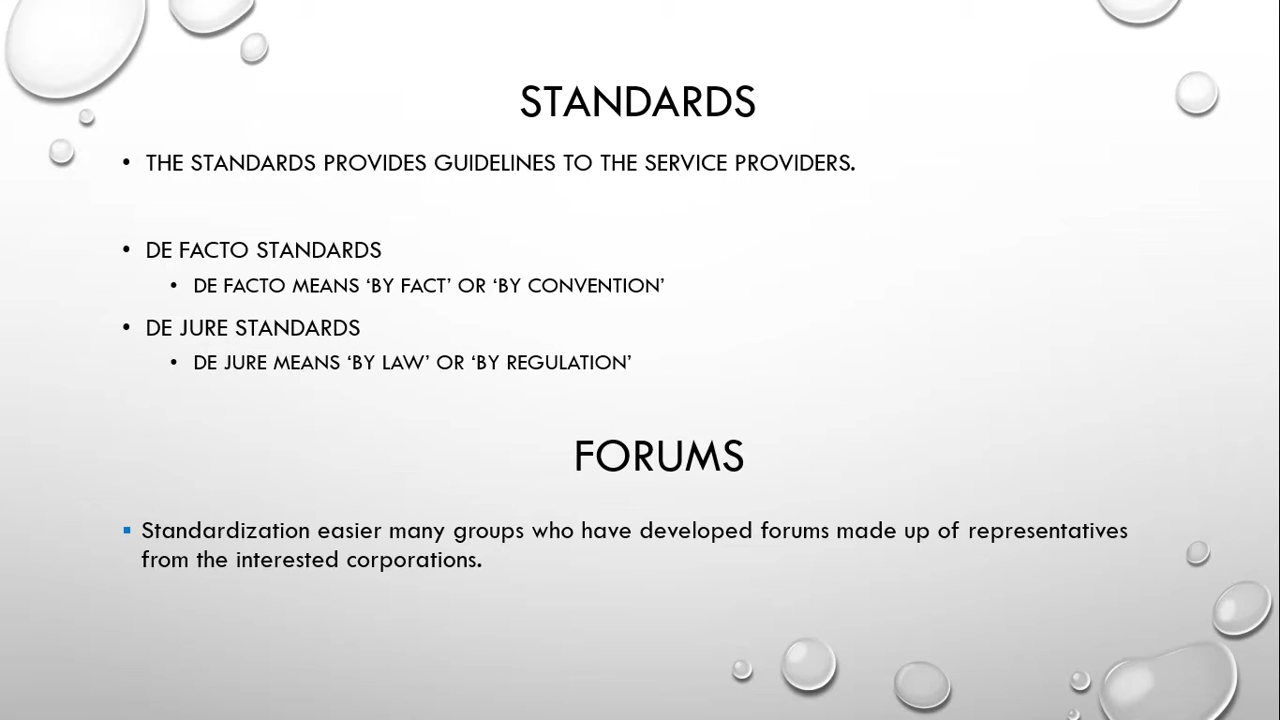 STANDARDS
• THE STANDARDS PROVIDES GUIDELINES TO THE SERVICE PROVIDERS.
• DE FACTO STANDARDS
• DE FACTO MEANS ‘BY FACT’ OR ‘BY CONVENTION’
• DE JURE STANDARDS
• DE JURE MEANS ‘BY LAW’ OR ‘BY REGULATION’
FORUMS
▪ Standardization easier many groups who have developed forums made up of representatives
from the interested corporations.